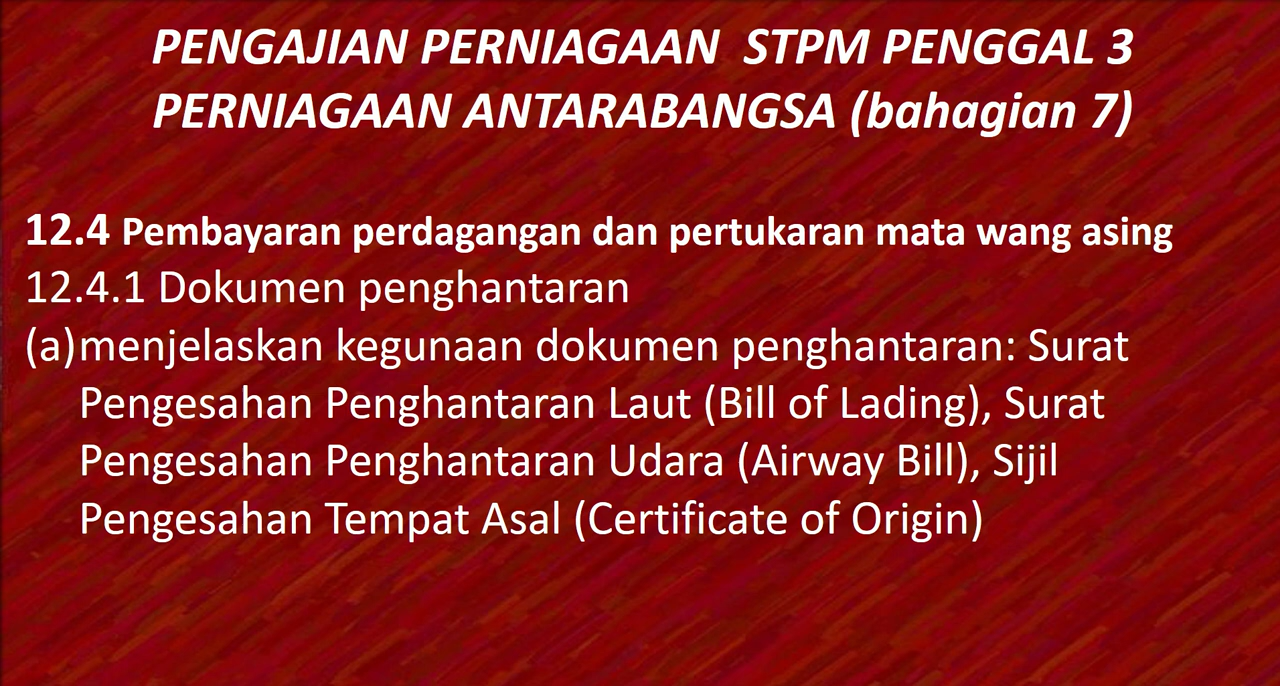 PENGAJIAN PERNIAGAAN STPM PENGGAL 3
PERNIAGAAN ANTARABANGSA (bahagian 7)
12.4 Pembayaran perdagangan dan pertukaran mata wang asing
12.4.1 Dokumen penghantaran
(a)menjelaskan kegunaan dokumen penghantaran: Surat
Pengesahan Penghantaran Laut (Bill of Lading), Surat
Pengesahan Penghantaran Udara (Airway Bill), Sijil
Pengesahan Tempat Asal (Certificate of Origin)